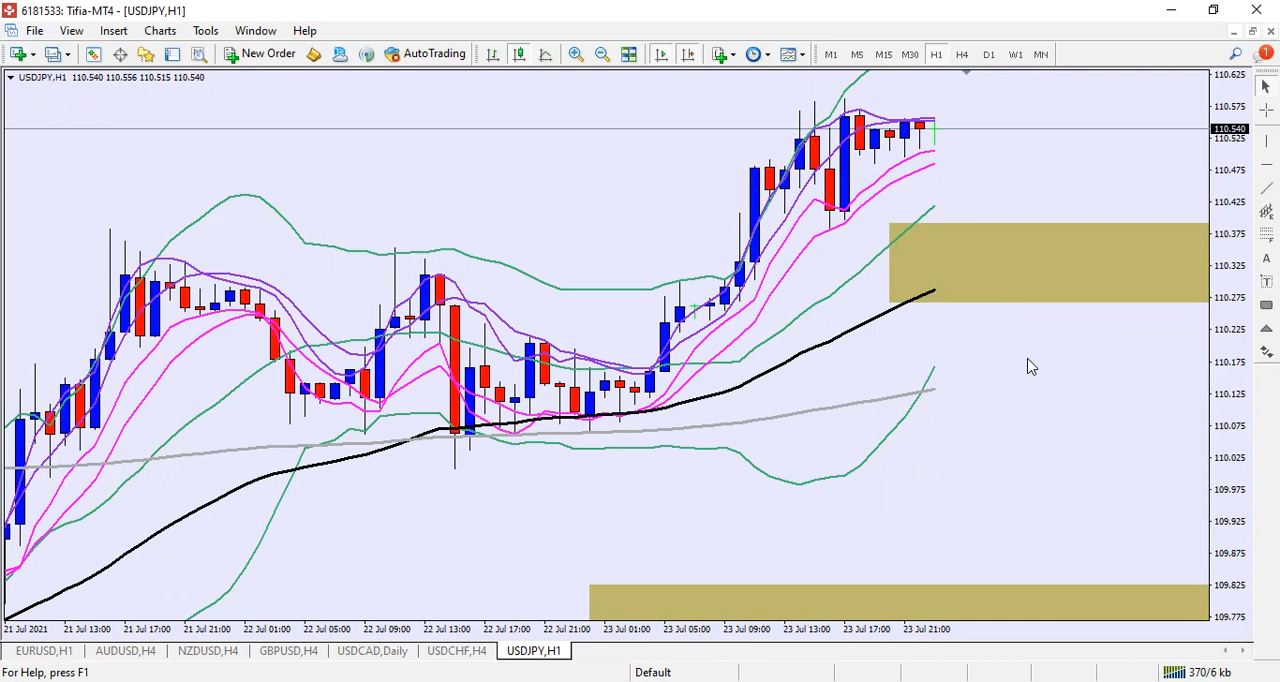 6181533: Tifia-MT4 - [USDJPY,H1]
File View Insert Charts Tools Window Help
New Order AutoTrading M1 M5 M15 M30 H1 H4 D1 W1 MN 1
USDJPY,H1 110.540 110.556 110.515 110.540
110.625
110.575
110.540
110.525
110.475
110.425
110.375
110.325
110.275
110.225
110.175
110.125
110.075
110.025
109.975
109.925
109.875
109.825
109.775
21 Jul 2021 21 Jul 13:00 21 Jul 17:00 21 Jul 21:00 22 Jul 01:00 22 Jul 05:00 22 Jul 09:00 22 Jul 13:00 22 Jul 17:00 22 Jul 21:00 23 Jul 01:00 23 Jul 05:00 23 Jul 09:00 23 Jul 13:00 23 Jul 17:00 23 Jul 21:00
EURUSD,H1 AUDUSD,H4 NZDUSD,H4 GBPUSD,H4 USDCAD,Daily USDCHF,H4 USDJPY,H1
For Help, press F1 Default 370/6 kb